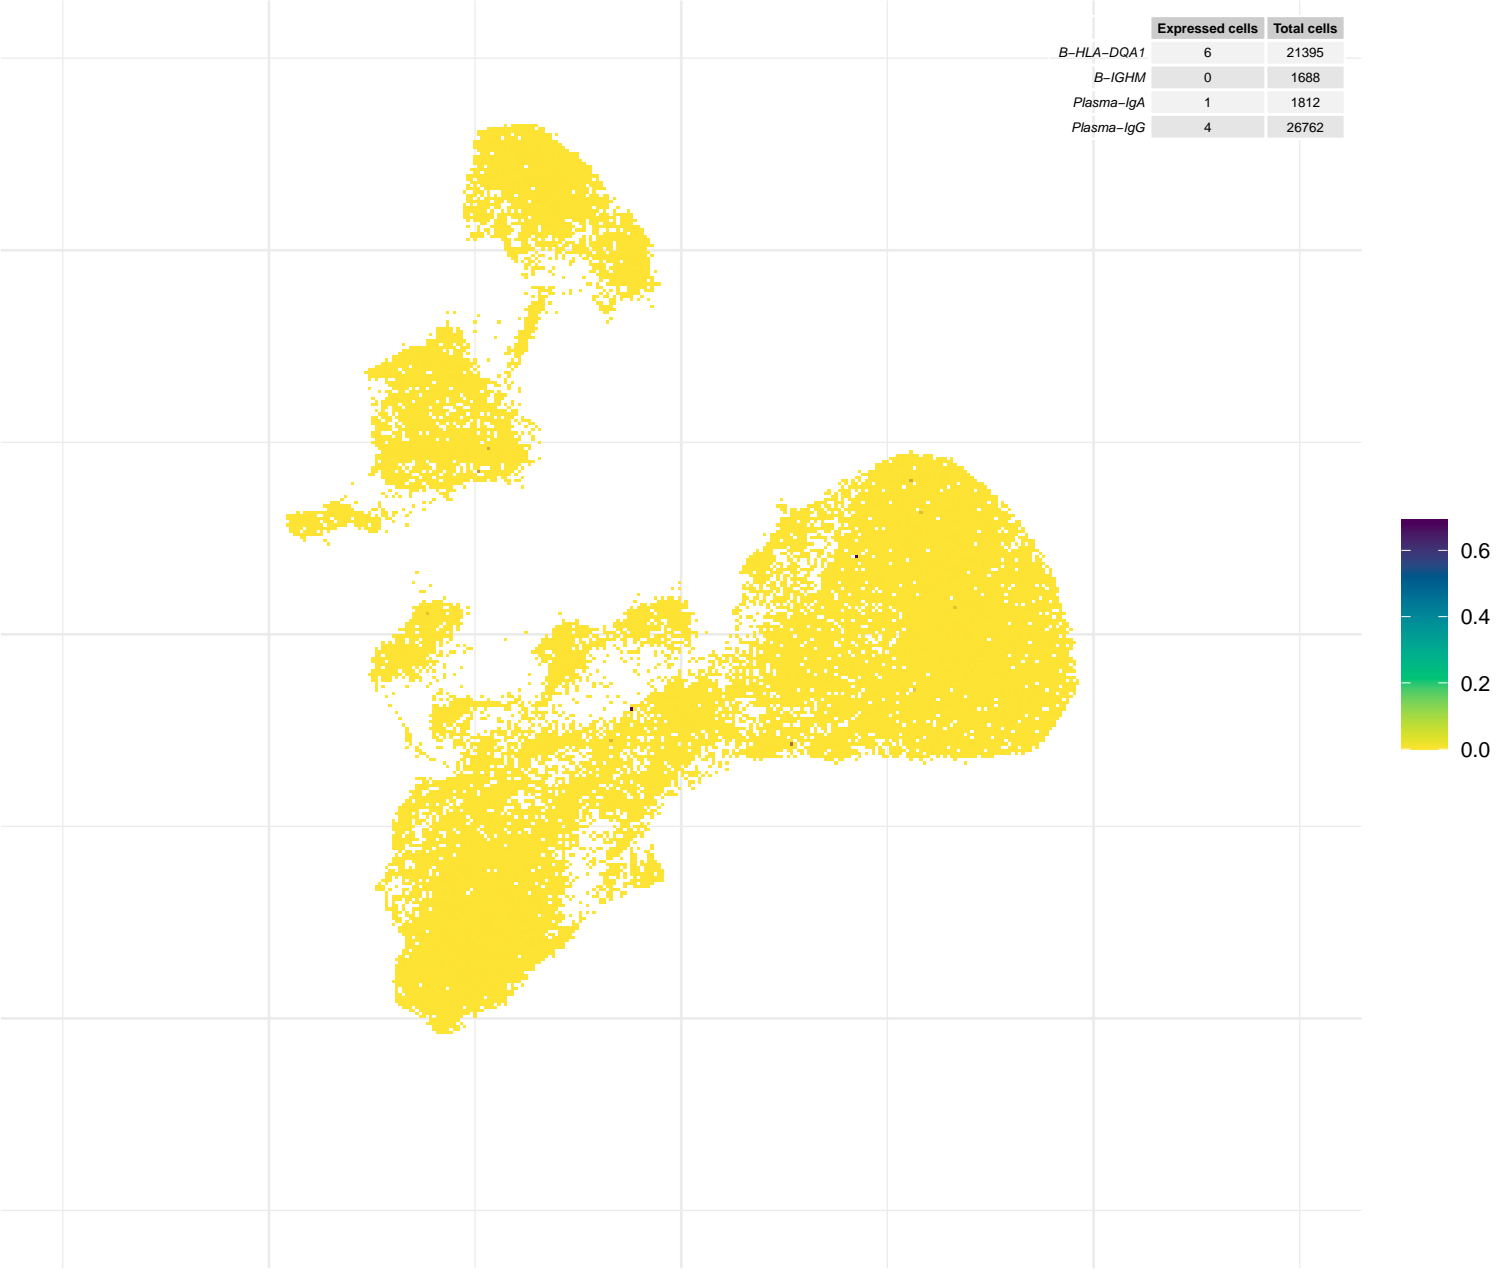 Expressed cells Total cells
B−HLA−DQA1 6 21395
B−IGHM 0 1688
Plasma−IgA 1 1812
Plasma−IgG 4 26762
0.6
0.4
0.2
0.0